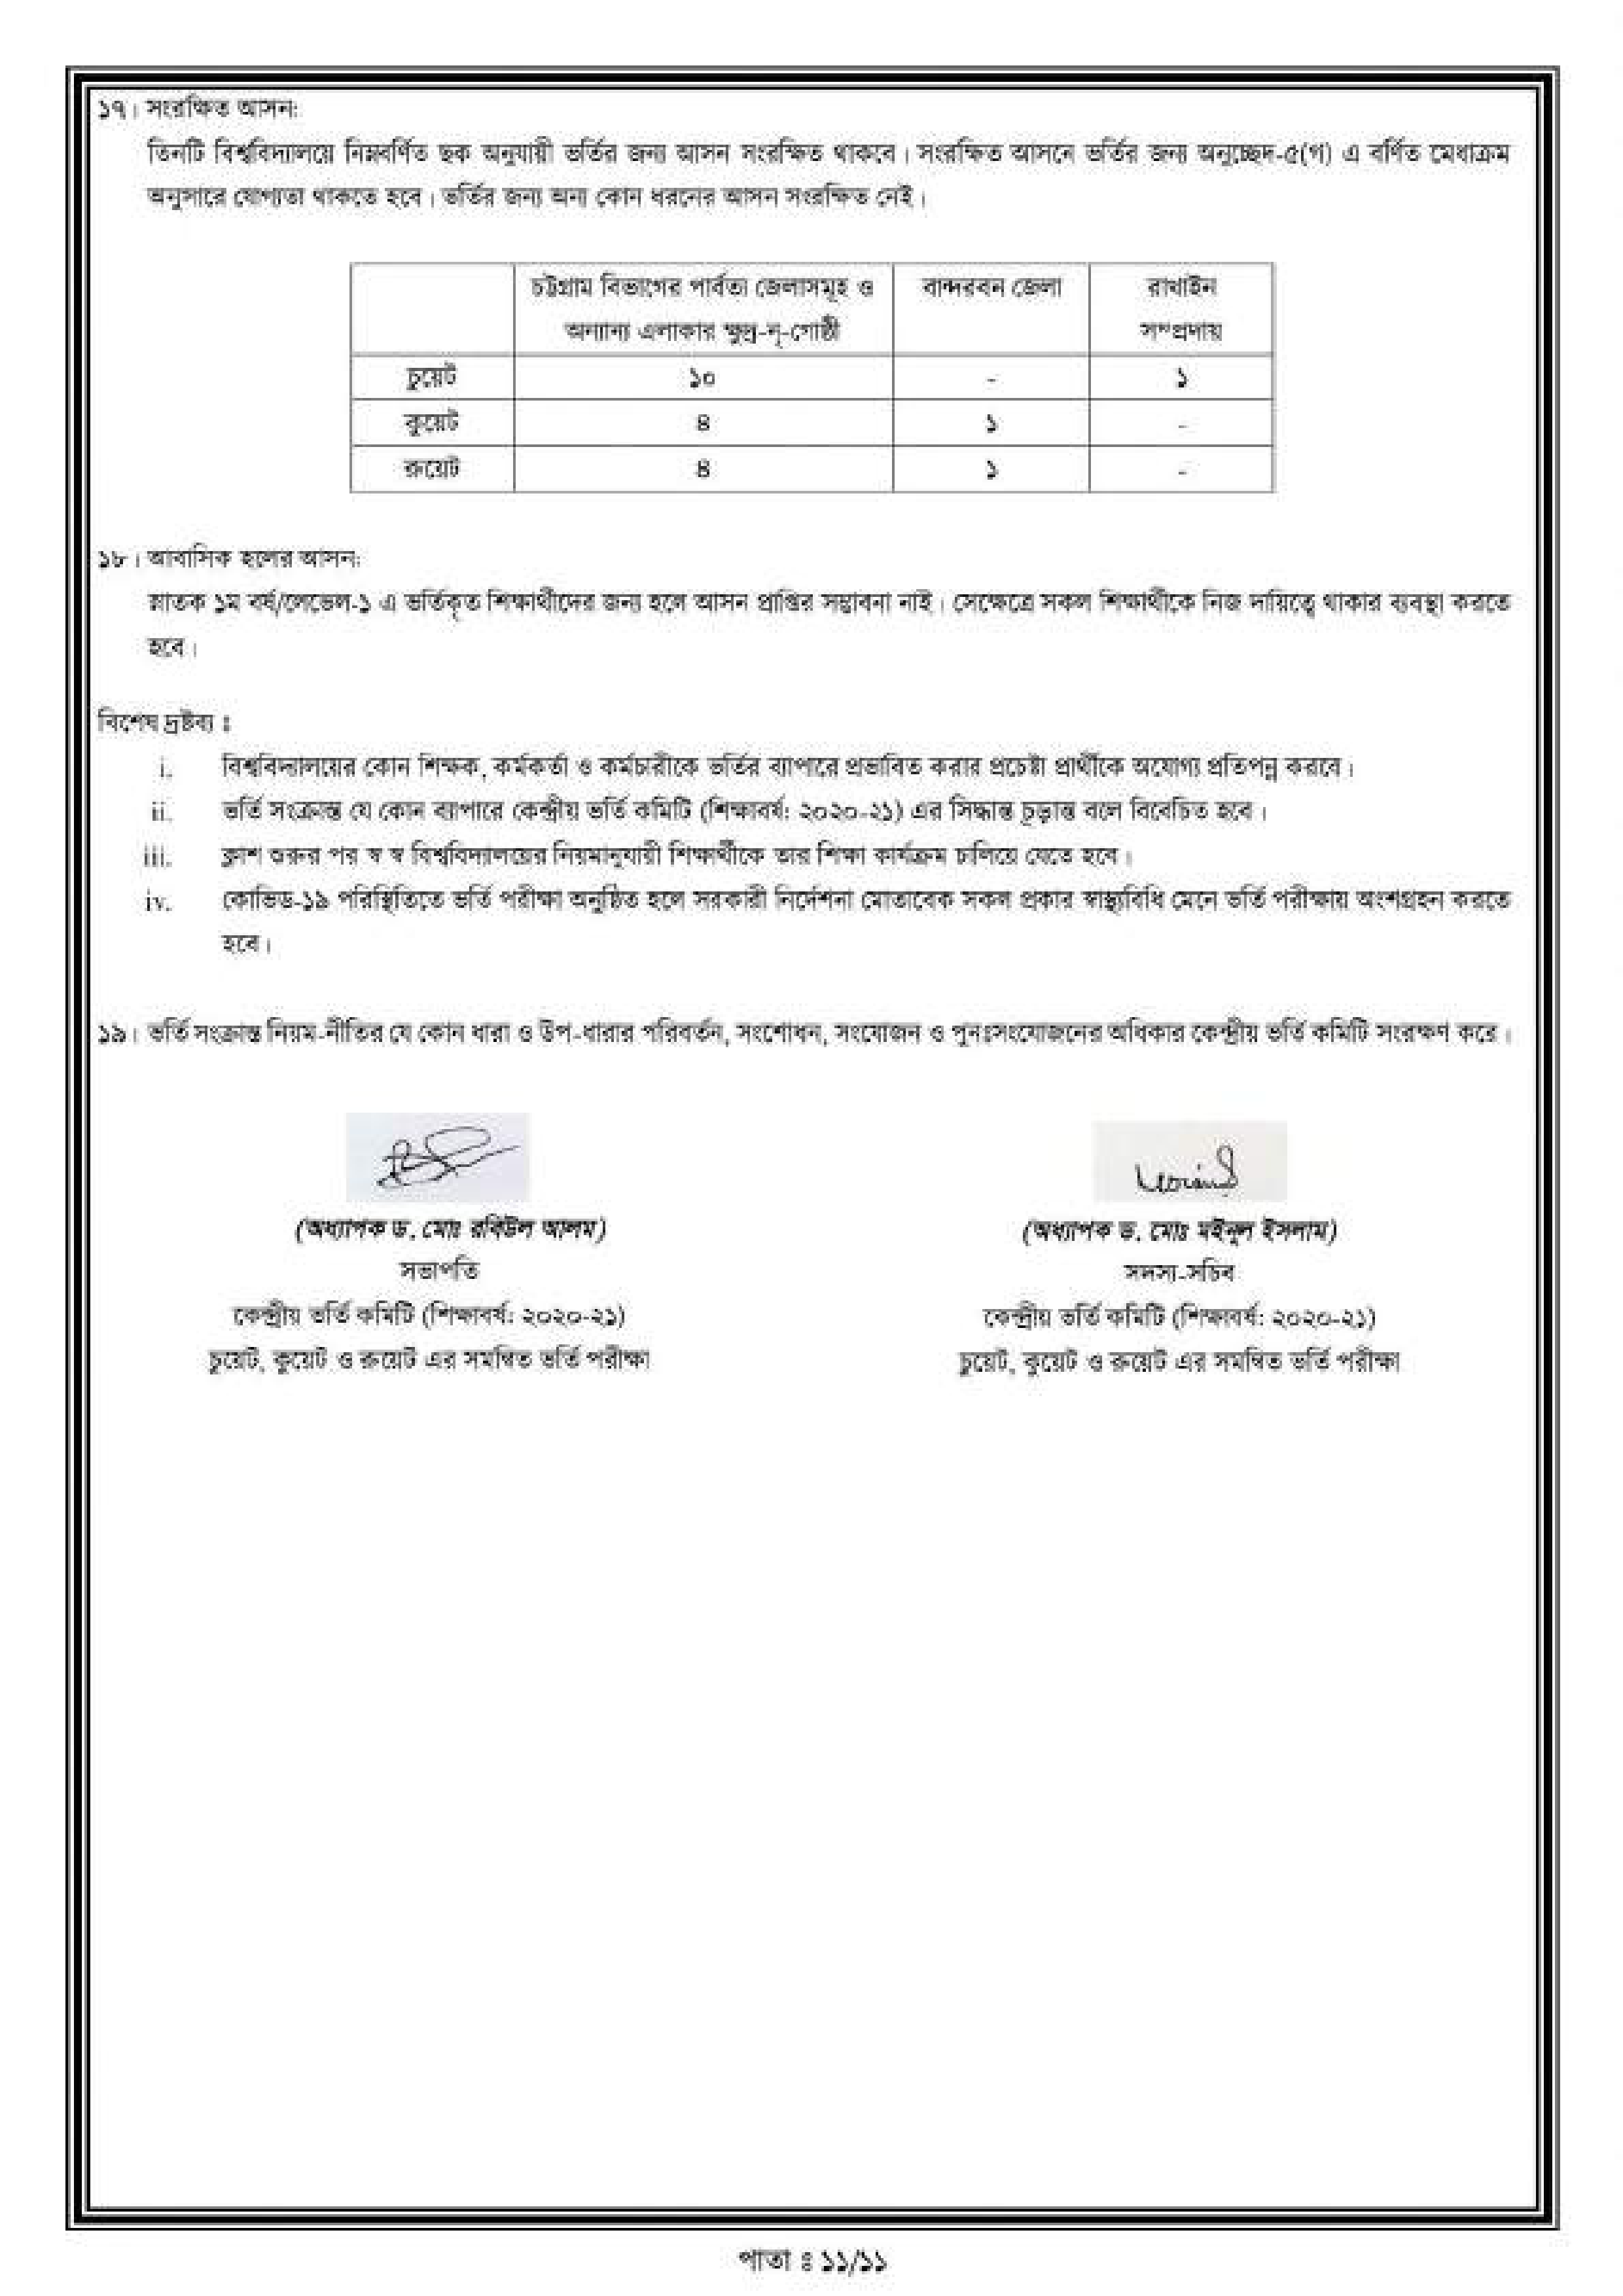 ১৭। সংরক্ষিত আসন:
তিনটি বিশ্ববিদ্যালয়ে নিম্নবর্ণিত ছক অনুযায়ী ভর্তির জন্য আসন সংরক্ষিত থাকবে। সংরক্ষিত আসনে ভর্তির জন্য অনুচ্ছেদ-৫(গ) এ বর্ণিত মেধাক্রম
অনুসারে যোগ্যতা থাকতে হবে। ভর্তির জন্য অন্য কোন ধরনের আসন সংরক্ষিত নেই।
চট্টগ্রাম বিভাগের পার্বত্য জেলাসমূহ ও বান্দরবন জেলা রাখাইন
অন্যান্য এলাকার ক্ষুদ্র-নৃ-গোষ্ঠী সম্প্রদায়
চুয়েট ১০ - ১
কুয়েট ৪ ১ -
রুয়েট ৪ ১ -
১৮। আবাসিক হলের আসন:
স্নাতক ১ম বর্ষ/লেভেল-১ এ ভর্তিকৃত শিক্ষার্থীদের জন্য হলে আসন প্রাপ্তির সম্ভাবনা নাই। সেক্ষেত্রে সকল শিক্ষার্থীকে নিজ দায়িত্বে থাকার ব্যবস্থা করতে
হবে।
বিশেষ দ্রষ্টব্য ঃ
i. বিশ্ববিদ্যালয়ের কোন শিক্ষক, কর্মকর্তা ও কর্মচারীকে ভর্তির ব্যাপারে প্রভাবিত করার প্রচেষ্টা প্রার্থীকে অযোগ্য প্রতিপন্ন করবে।
ii. ভর্তি সংক্রান্ত যে কোন ব্যাপারে কেন্দ্রীয় ভর্তি কমিটি (শিক্ষাবর্ষ: ২০২০-২১) এর সিদ্ধান্ত চূড়ান্ত বলে বিবেচিত হবে।
iii. ক্লাশ শুরুর পর স্ব স্ব বিশ্ববিদ্যালয়ের নিয়মানুযায়ী শিক্ষার্থীকে তার শিক্ষা কার্যক্রম চালিয়ে যেতে হবে।
iv. কোভিড-১৯ পরিস্থিতিতে ভর্তি পরীক্ষা অনুষ্ঠিত হলে সরকারী নির্দেশনা মোতাবেক সকল প্রকার স্বাস্থ্যবিধি মেনে ভর্তি পরীক্ষায় অংশগ্রহন করতে
হবে।
১৯। ভর্তি সংক্রান্ত নিয়ম-নীতির যে কোন ধারা ও উপ-ধারার পরিবর্তন, সংশোধন, সংযোজন ও পুনঃসংযোজনের অধিকার কেন্দ্রীয় ভর্তি কমিটি সংরক্ষণ করে।
(অধ্যাপক ড. মোঃ রবিউল আলম) (অধ্যাপক ড. মোঃ মইনুল ইসলাম)
সভাপতি সদস্য-সচিব
কেন্দ্রীয় ভর্তি কমিটি (শিক্ষাবর্ষ: ২০২০-২১) কেন্দ্রীয় ভর্তি কমিটি (শিক্ষাবর্ষ: ২০২০-২১)
চুয়েট, কুয়েট ও রুয়েট এর সমন্বিত ভর্তি পরীক্ষা চুয়েট, কুয়েট ও রুয়েট এর সমন্বিত ভর্তি পরীক্ষা
পাতা ঃ ১১/১১